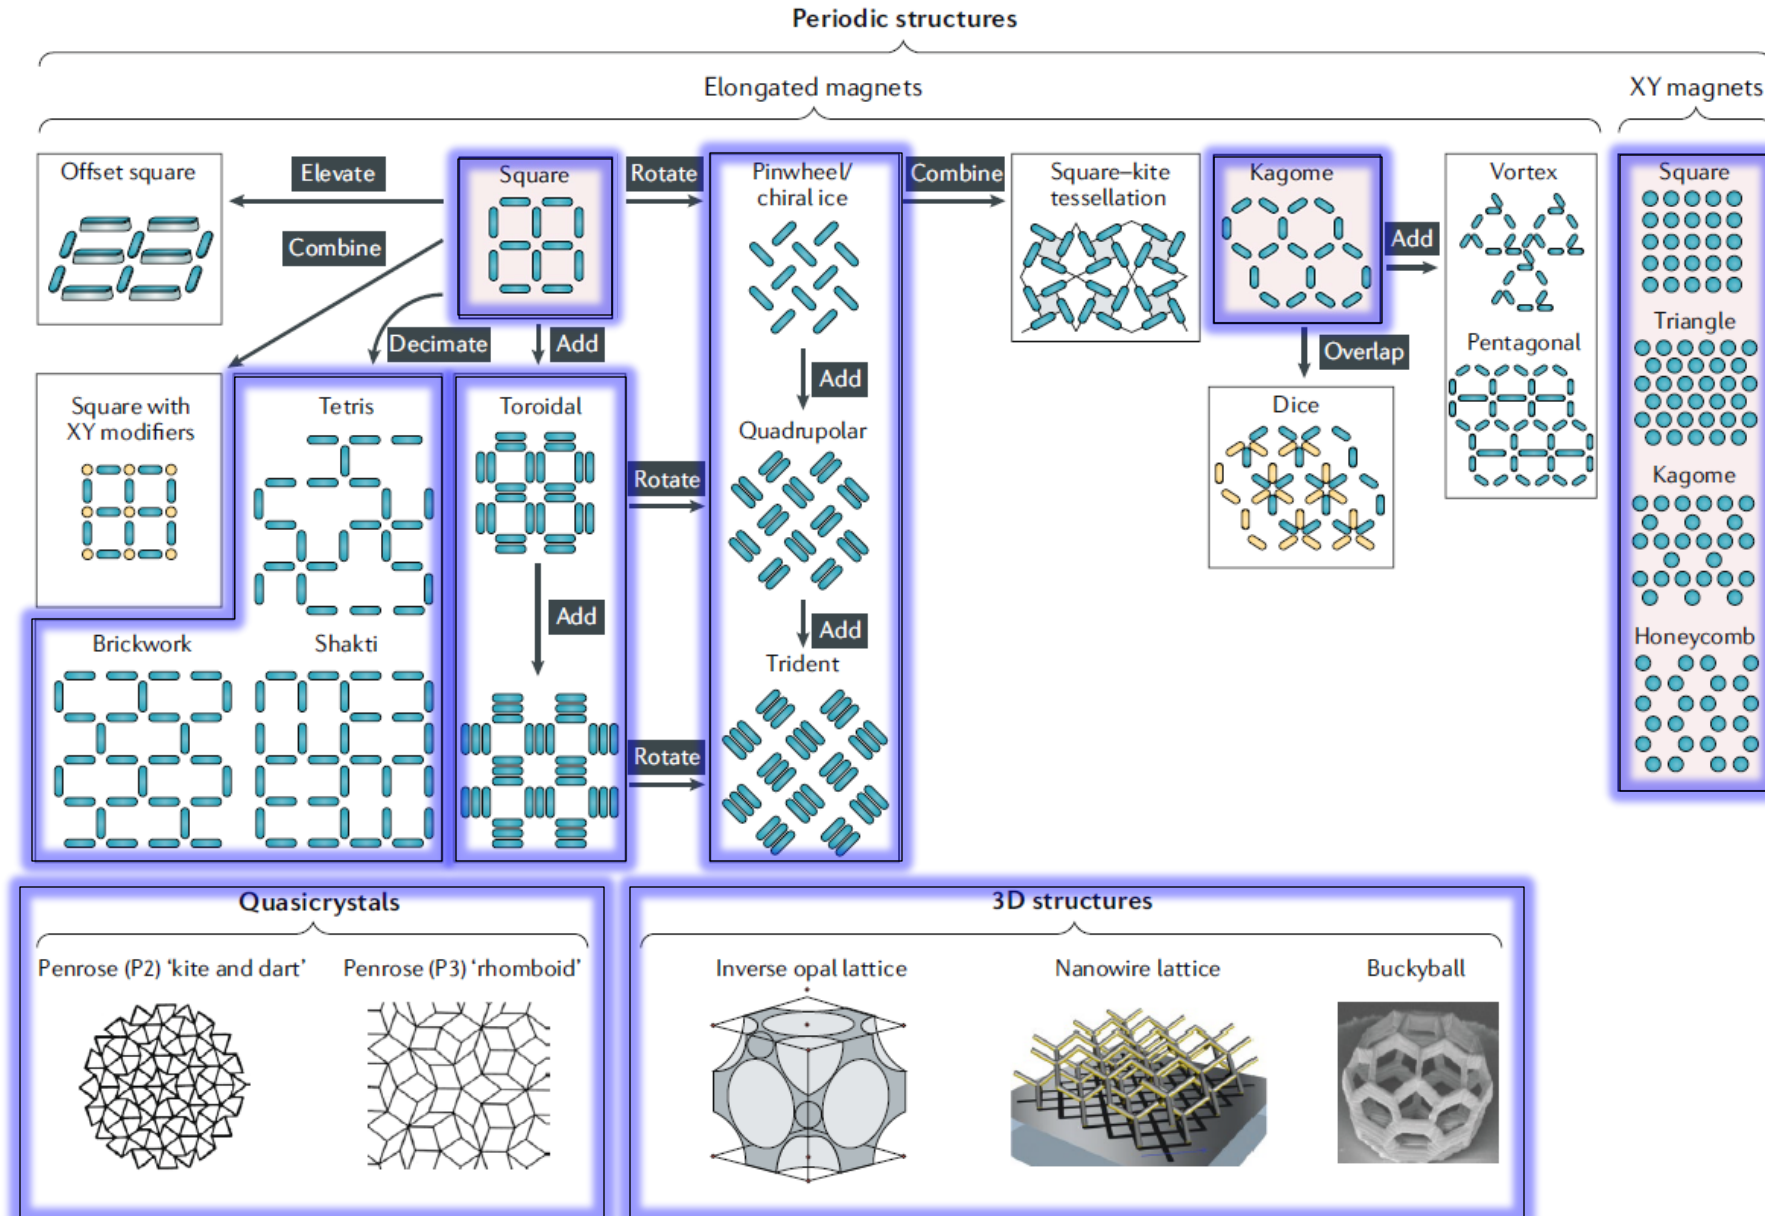 Periodic structures
Elongated magnets
XY magnets
Offset square
Elevate
Square
Rotate
Pinwheel/
chiral ice
Combine
Square–kite
tessellation
Kagome
Add
Vortex
Square
Combine
Decimate
Add
Add
Overlap
Pentagonal
Triangle
Square with
XY modifiers
Tetris
Toroidal
Rotate
Quadrupolar
Dice
Kagome
Brickwork
Shakti
Add
Add
Trident
Rotate
Honeycomb
Quasicrystals
Penrose (P2) ‘kite and dart’
Penrose (P3) ‘rhomboid’
3D structures
Inverse opal lattice
Nanowire lattice
Buckyball